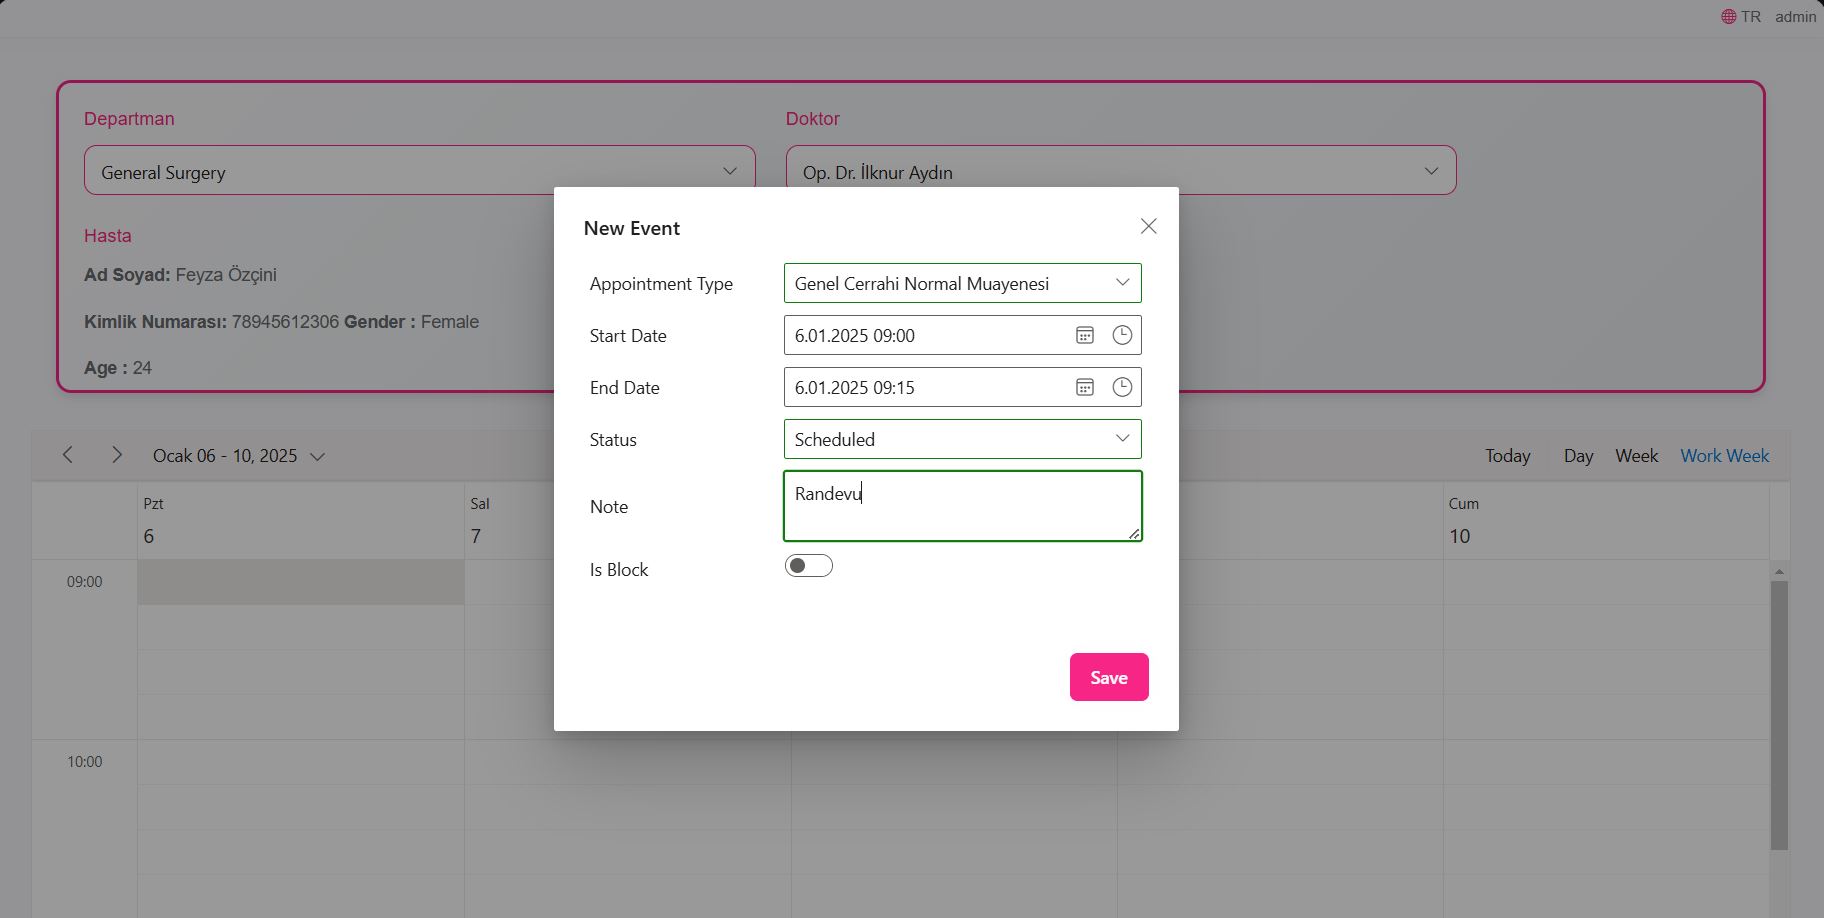 TR admin
Departman
Doktor
General Surgery
Op. Dr. İlknur Aydın
Hasta
Ad Soyad: Feyza Özçini
Kimlik Numarası: 78945612306 Gender : Female
Age : 24
New Event
Appointment Type
Genel Cerrahi Normal Muayenesi
Start Date
6.01.2025 09:00
End Date
6.01.2025 09:15
Status
Scheduled
Note
Randevu
Is Block
Save
Ocak 06 - 10, 2025
Today Day Week Work Week
Pzt
6
Sal
7
Cum
10
09:00
10:00